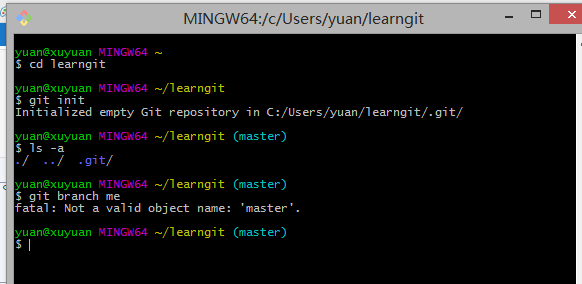 MINGW64:/c/Users/yuan/learngit
yuan@xuyuan MINGW64 ~
$ cd learngit
yuan@xuyuan MINGW64 ~/learngit
$ git init
Initialized empty Git repository in C:/Users/yuan/learngit/.git/
yuan@xuyuan MINGW64 ~/learngit (master)
$ ls -a
./  ../  .git/
yuan@xuyuan MINGW64 ~/learngit (master)
$ git branch me
fatal: Not a valid object name: 'master'.
yuan@xuyuan MINGW64 ~/learngit (master)
$